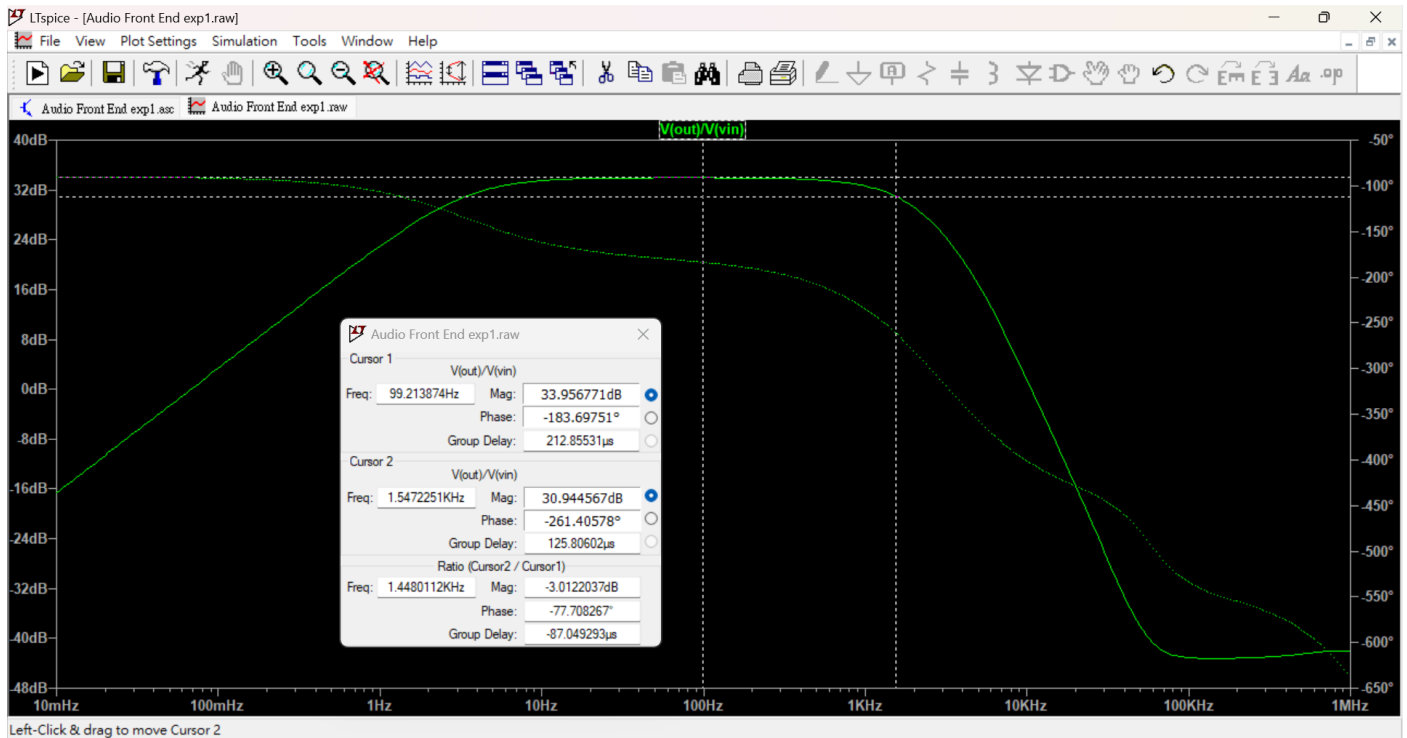 LTspice - [Audio Front End exp1.raw]
File View Plot Settings Simulation Tools Window Help
.op
Audio Front End exp1.asc Audio Front End exp1.raw
V(out)/V(vin)
40dB -50°
32dB -100°
24dB -150°
16dB -200°
8dB -250°
0dB -300°
-8dB -350°
-16dB -400°
-24dB -450°
-32dB -500°
-40dB -550°
-48dB -600°
-650°
10mHz 100mHz 1Hz 10Hz 100Hz 1KHz 10KHz 100KHz 1MHz
Audio Front End exp1.raw
Cursor 1
V(out)/V(vin)
Freq: 99.213874Hz Mag: 33.956771dB
Phase: -183.69751°
Group Delay: 212.85531µs
Cursor 2
V(out)/V(vin)
Freq: 1.5472251KHz Mag: 30.944567dB
Phase: -261.40578°
Group Delay: 125.80602µs
Ratio (Cursor2 / Cursor1)
Freq: 1.4480112KHz Mag: -3.0122037dB
Phase: -77.708267°
Group Delay: -87.049293µs
Left-Click & drag to move Cursor 2